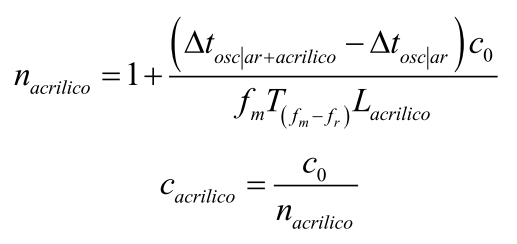 n_acrilico = 1 + ((Δt_osc|ar+acrilico − Δt_osc|ar) c_0) / (f_m T_(f_m−f_r) L_acrilico)
c_acrilico = c_0 / n_acrilico